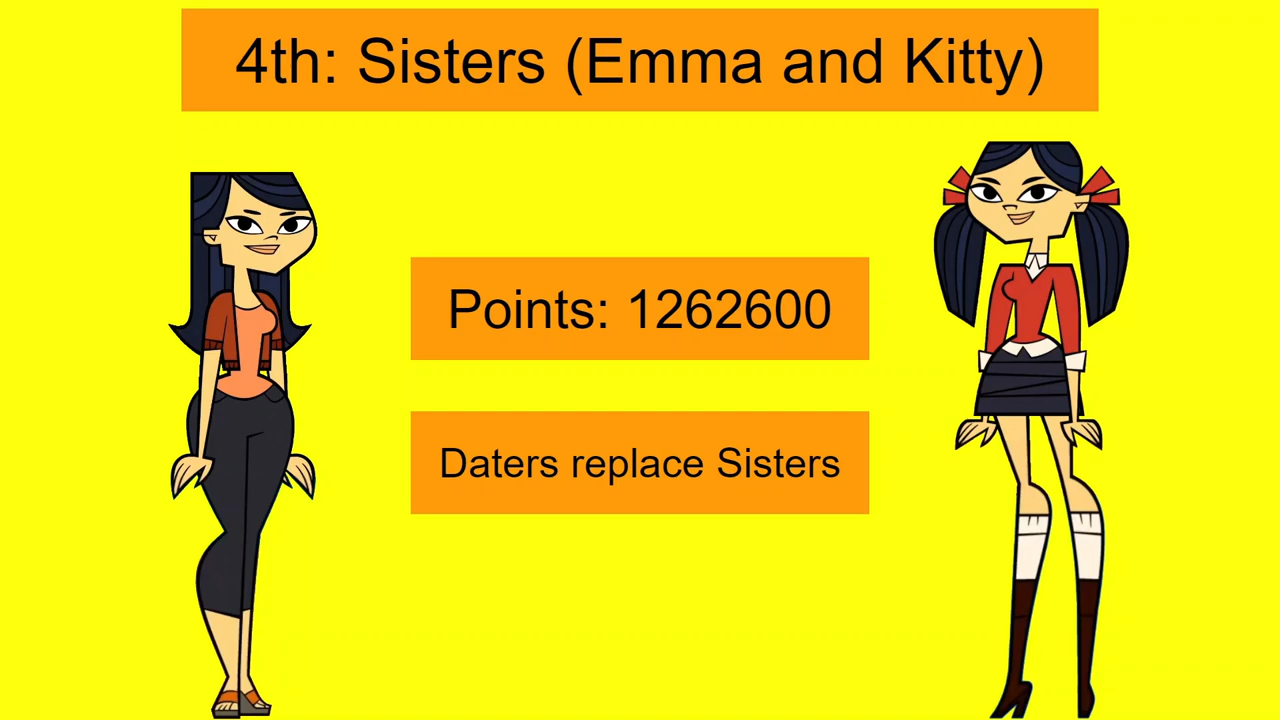 4th: Sisters (Emma and Kitty)
Points: 1262600
Daters replace Sisters